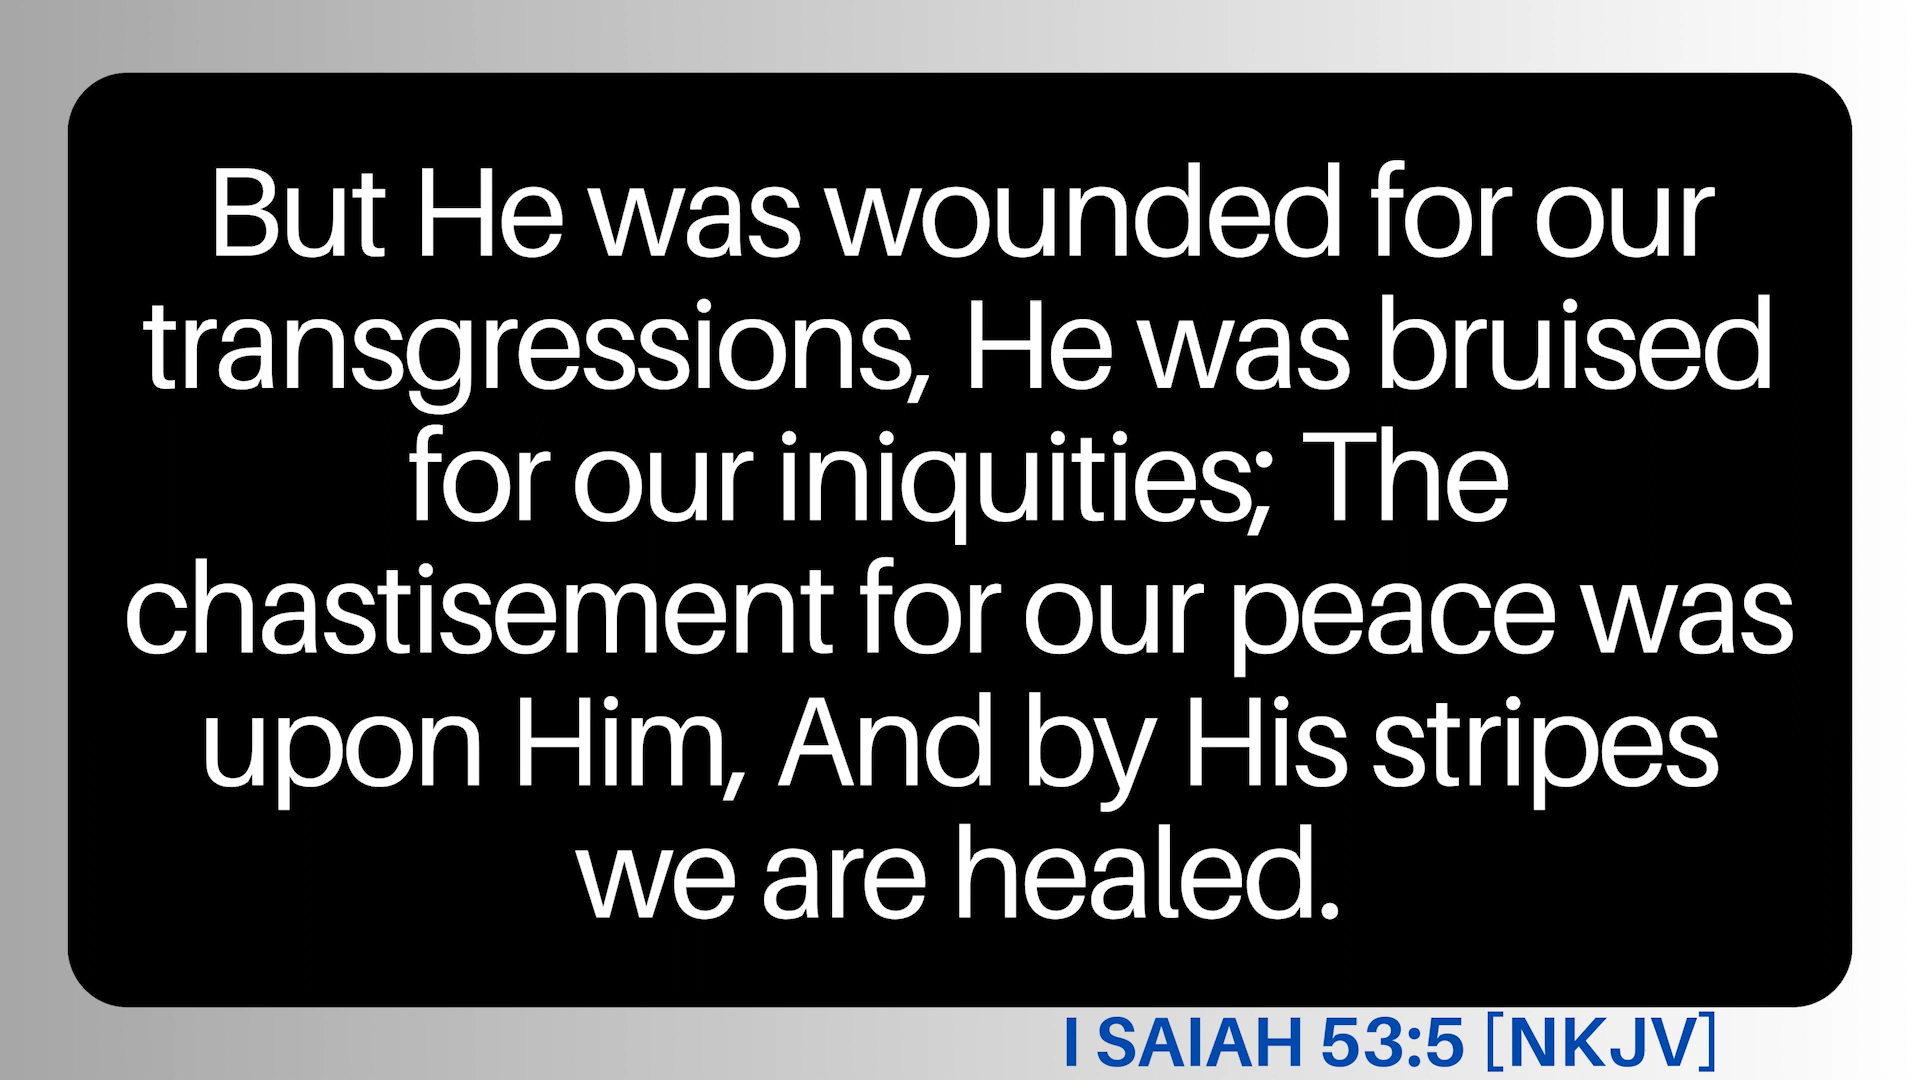 But He was wounded for our
transgressions, He was bruised
for our iniquities; The
chastisement for our peace was
upon Him, And by His stripes
we are healed.
I SAIAH 53:5 [NKJV]